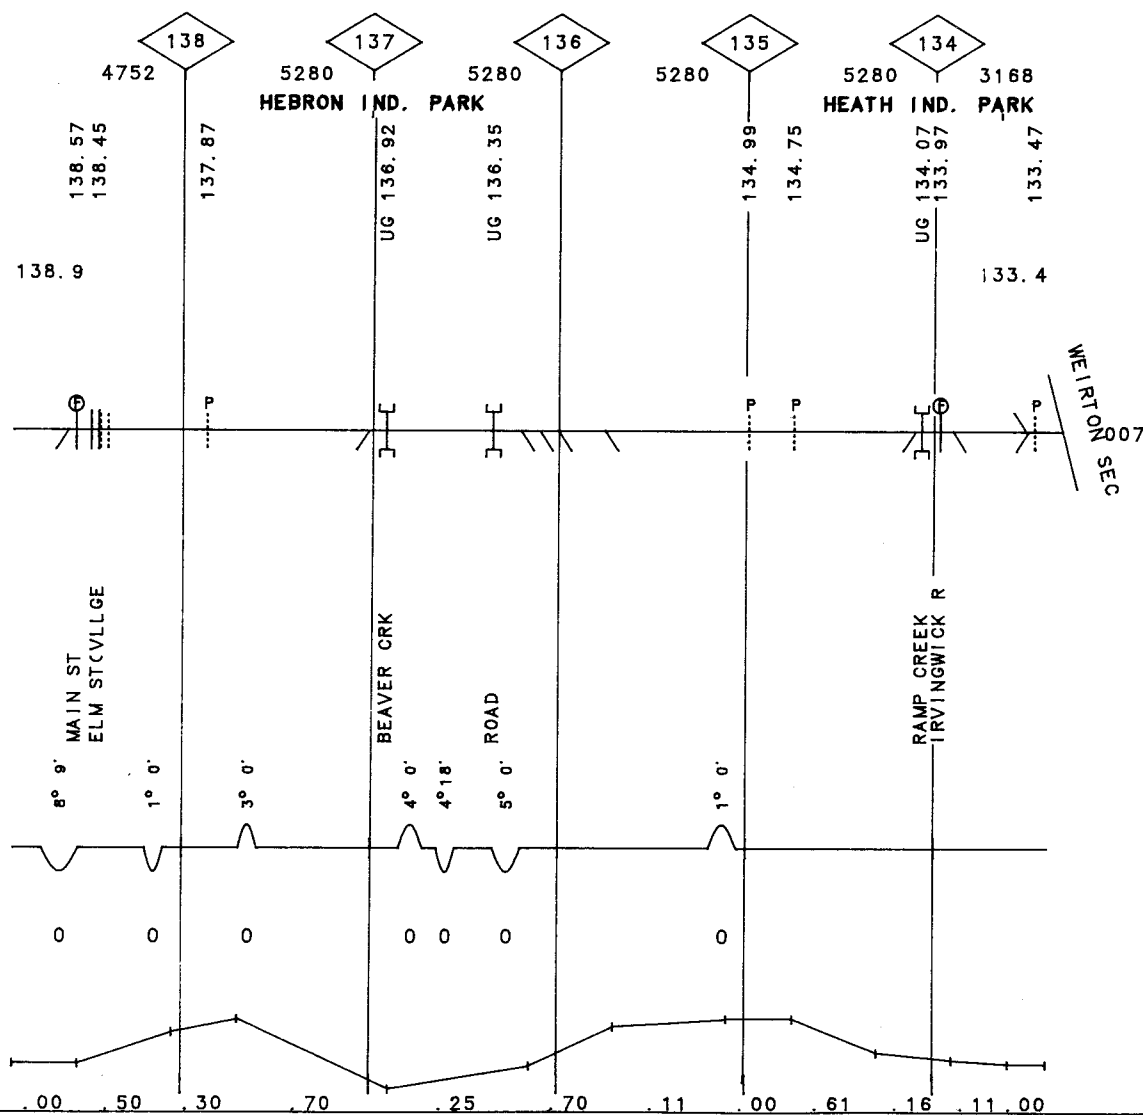 138 137 136 135 134
4752 5280 5280 5280 5280 3168
HEBRON IND. PARK HEATH IND. PARK
138.57
138.45
137.87
UG 136.92
UG 136.35
134.99
134.75
UG 134.07
133.97
133.47
138.9 133.4
F P P P F P
WEIRTON SEC
007
MAIN ST
ELM ST(VLLGE
BEAVER CRK
ROAD
RAMP CREEK
IRVINGWICK R
8° 9' 1° 0' 3° 0' 4° 0' 4°18' 5° 0' 1° 0'
0 0 0 0 0 0 0
.00 .50 .30 .70 .25 .70 .11 .00 .61 .16 .11 .00